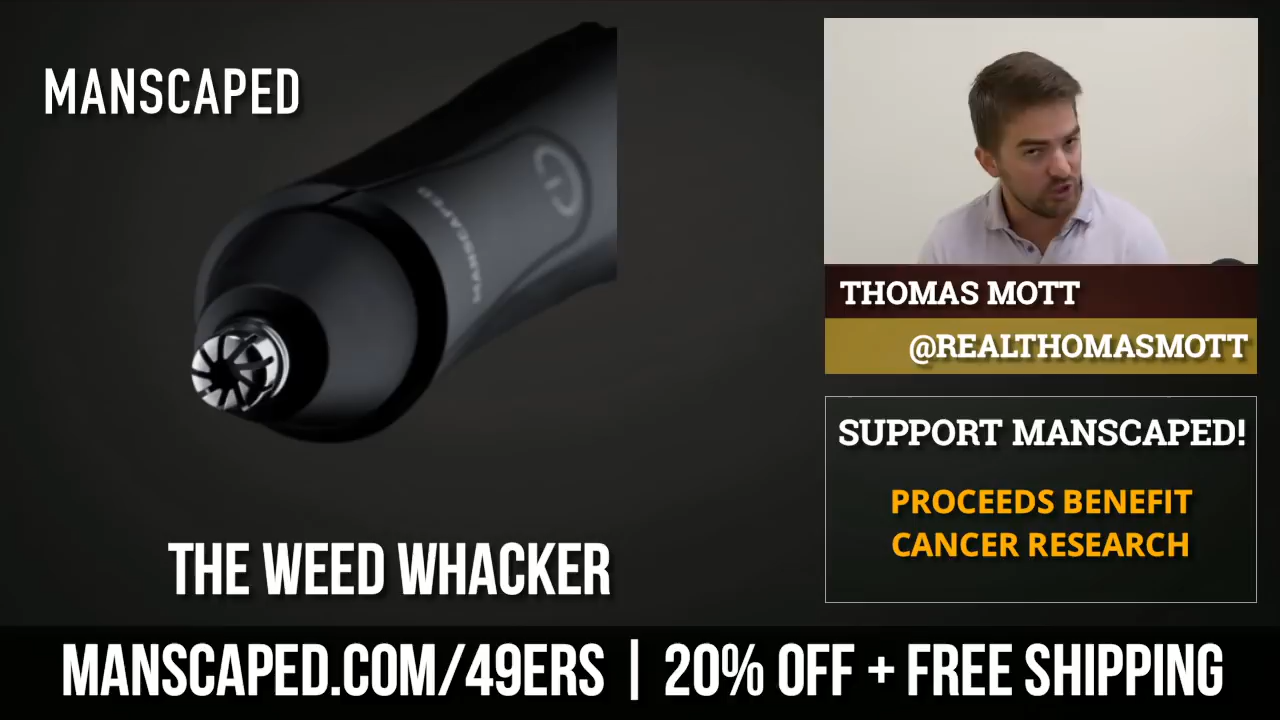 MANSCAPED
MANSCAPED
THE WEED WHACKER
THOMAS MOTT
@REALTHOMASMOTT
SUPPORT MANSCAPED!
PROCEEDS BENEFIT
CANCER RESEARCH
MANSCAPED.COM/49ERS | 20% OFF + FREE SHIPPING